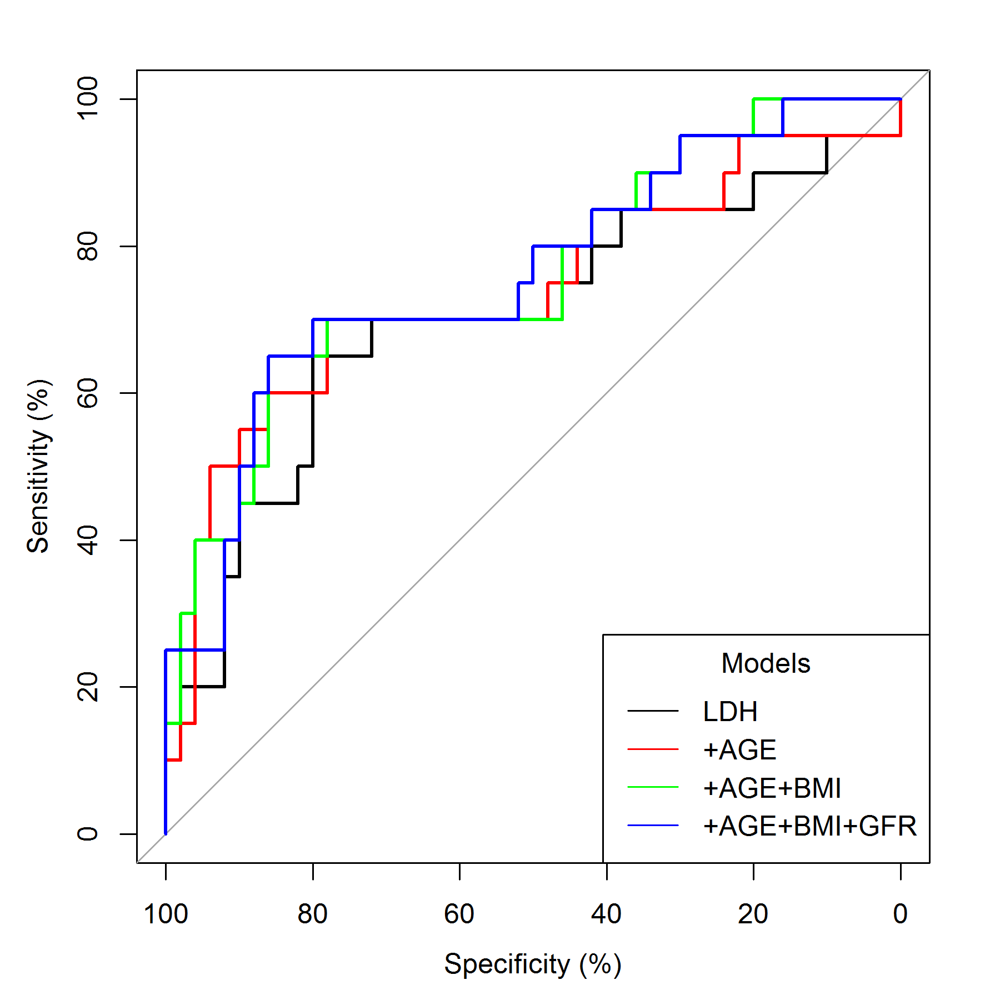 100
80
60
40
20
0
Sensitivity (%)
Models
LDH
+AGE
+AGE+BMI
+AGE+BMI+GFR
100 80 60 40 20 0
Specificity (%)